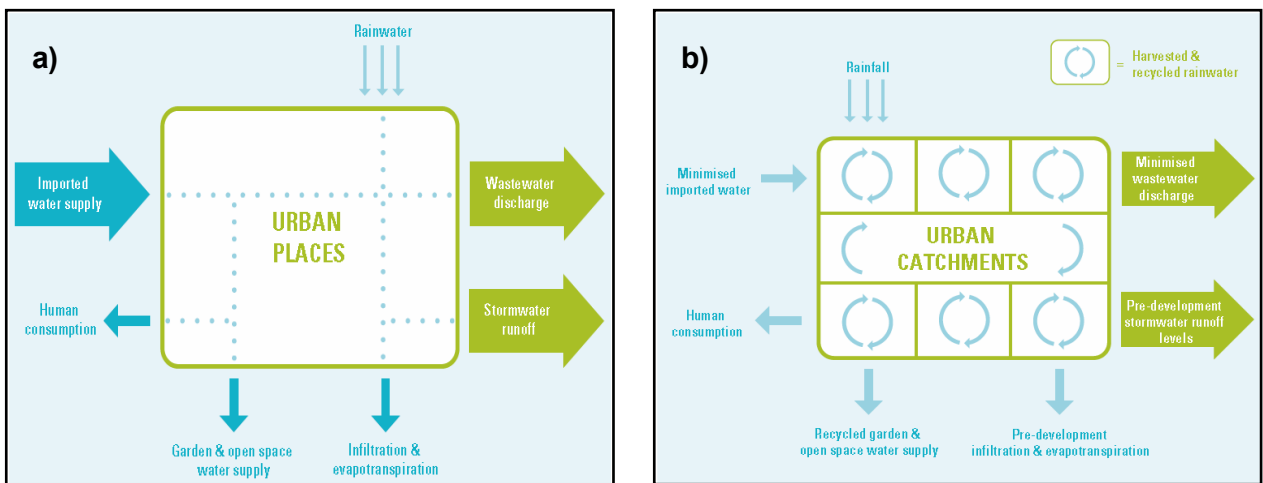 a)
Rainwater
Imported
water supply
Wastewater
discharge
URBAN
PLACES
Human
consumption
Stormwater
runoff
Garden & open space
water supply
Infiltration &
evapotranspiration
b)
Rainfall
= Harvested &
recycled rainwater
Minimised
imported water
Minimised
wastewater
discharge
URBAN
CATCHMENTS
Human
consumption
Pre-development
stormwater runoff
levels
Recycled garden &
open space water supply
Pre-development
infiltration & evapotranspiration